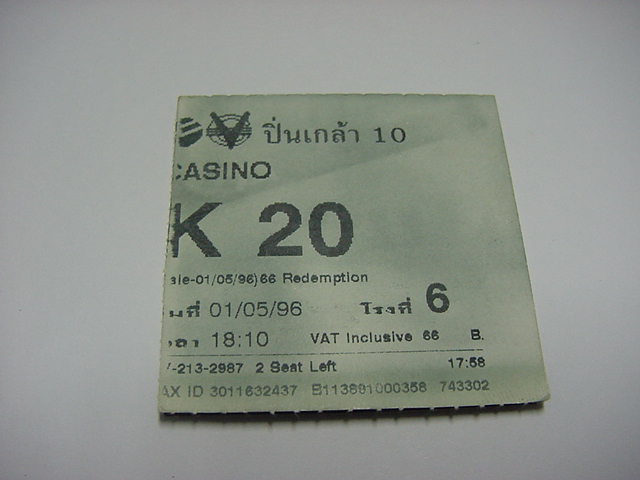 ปิ่นเกล้า 10
CASINO
K 20
ale-01/05/96)66 Redemption
นที่ 01/05/96 โรงที่ 6
ลา 18:10 VAT Inclusive 66 B.
7-213-2987 2 Seat Left 17:58
AX ID 3011632437 B113891000358 743302